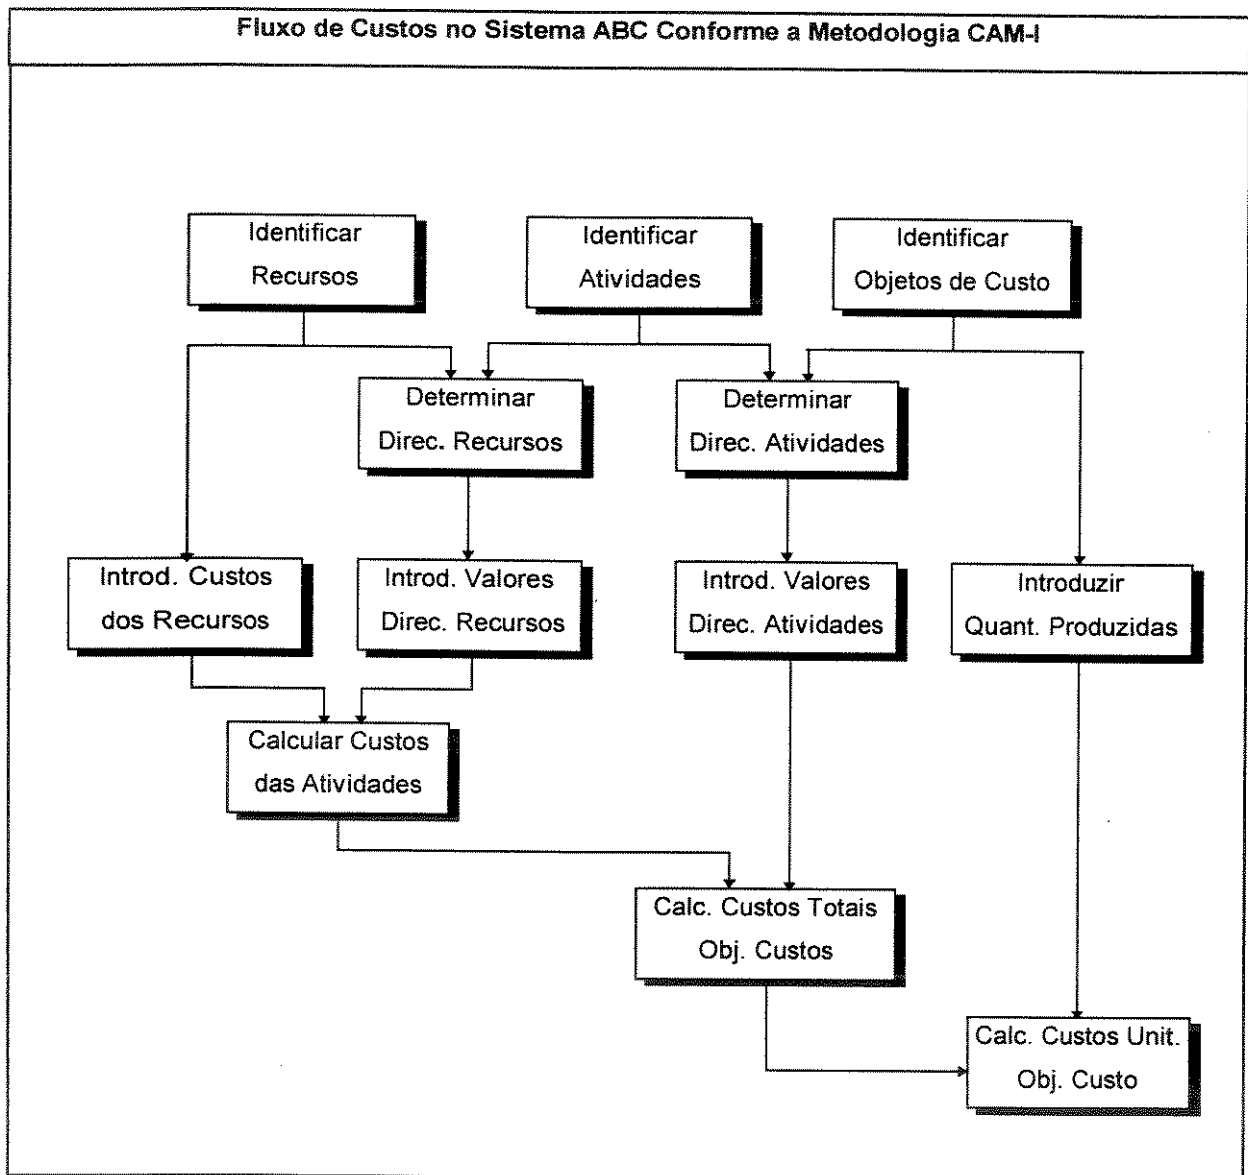 Fluxo de Custos no Sistema ABC Conforme a Metodologia CAM-I
Identificar
Recursos
Identificar
Atividades
Identificar
Objetos de Custo
Determinar
Direc. Recursos
Determinar
Direc. Atividades
Introd. Custos
dos Recursos
Introd. Valores
Direc. Recursos
Introd. Valores
Direc. Atividades
Introduzir
Quant. Produzidas
Calcular Custos
das Atividades
Calc. Custos Totais
Obj. Custos
Calc. Custos Unit.
Obj. Custo